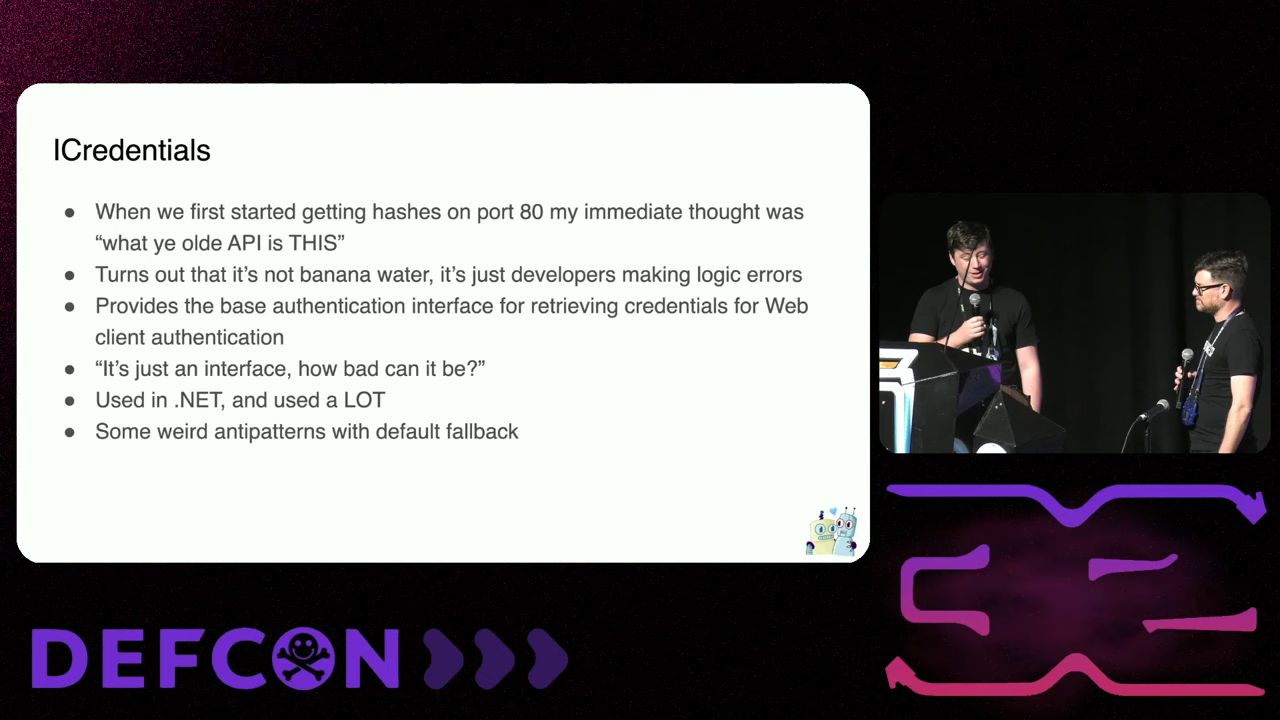 ICredentials
● When we first started getting hashes on port 80 my immediate thought was
“what ye olde API is THIS”
● Turns out that it’s not banana water, it’s just developers making logic errors
● Provides the base authentication interface for retrieving credentials for Web
client authentication
● “It’s just an interface, how bad can it be?”
● Used in .NET, and used a LOT
● Some weird antipatterns with default fallback
DEFCON